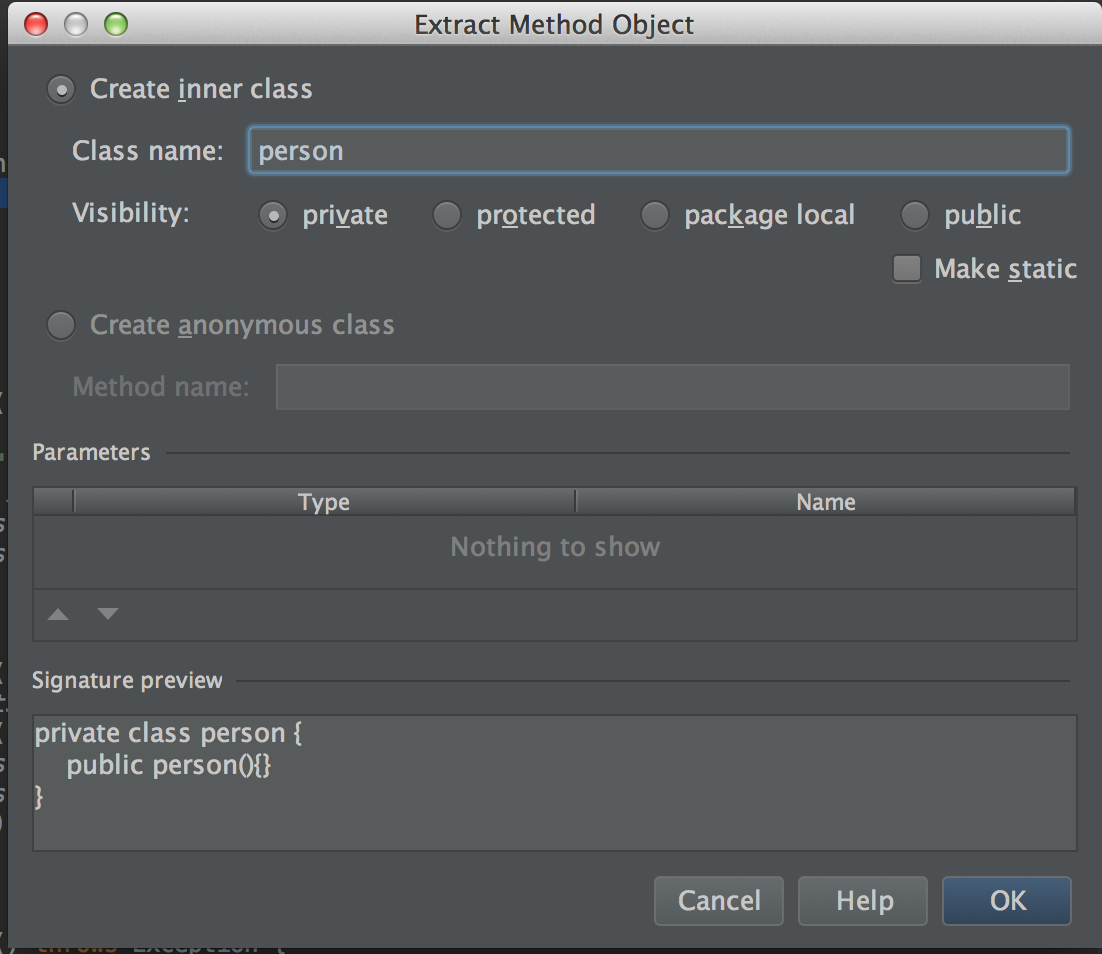 Extract Method Object
Create inner class
Class name: person
Visibility: private protected package local public
Make static
Create anonymous class
Method name:
Parameters
Type Name
Nothing to show
Signature preview
private class person {
public person(){}
}
Cancel Help OK
throws Exception {